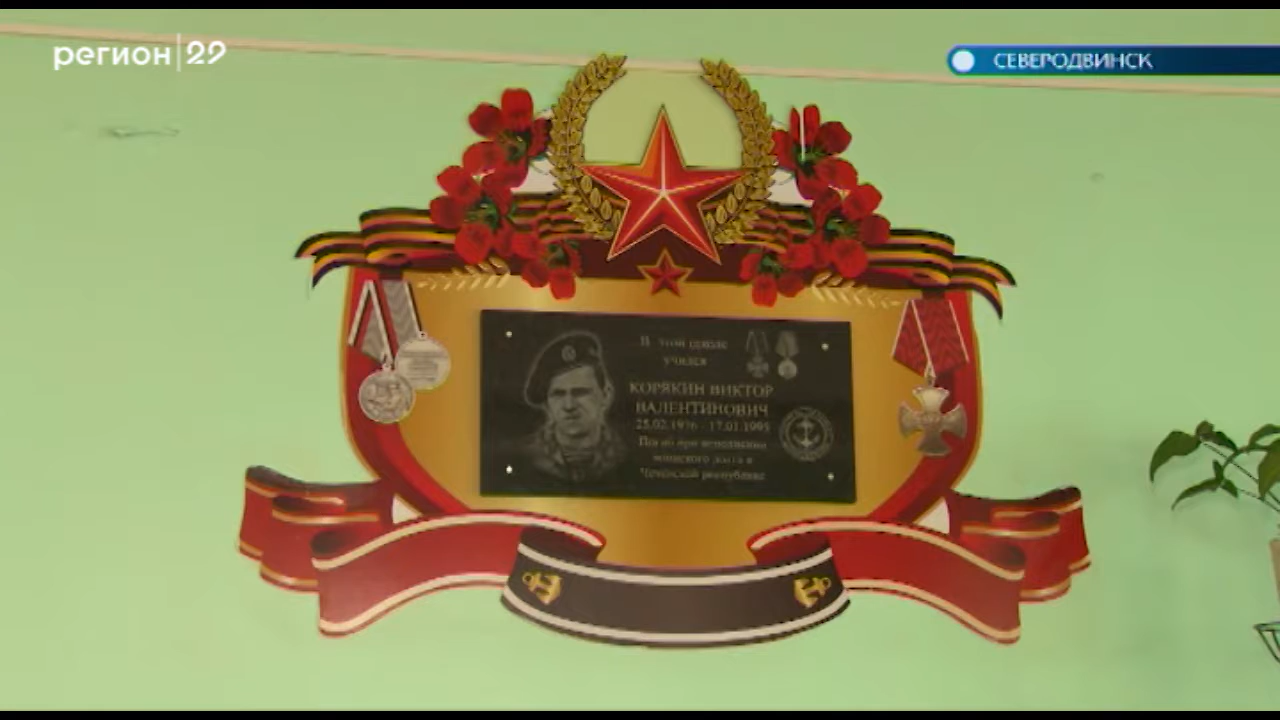 регион|29
СЕВЕРОДВИНСК
В этой школе
учился
КОРЯКИН ВИКТОР
ВАЛЕНТИНОВИЧ
25.02.1976 - 17.01.1995
Погиб при исполнении
воинского долга в
Чеченской республике